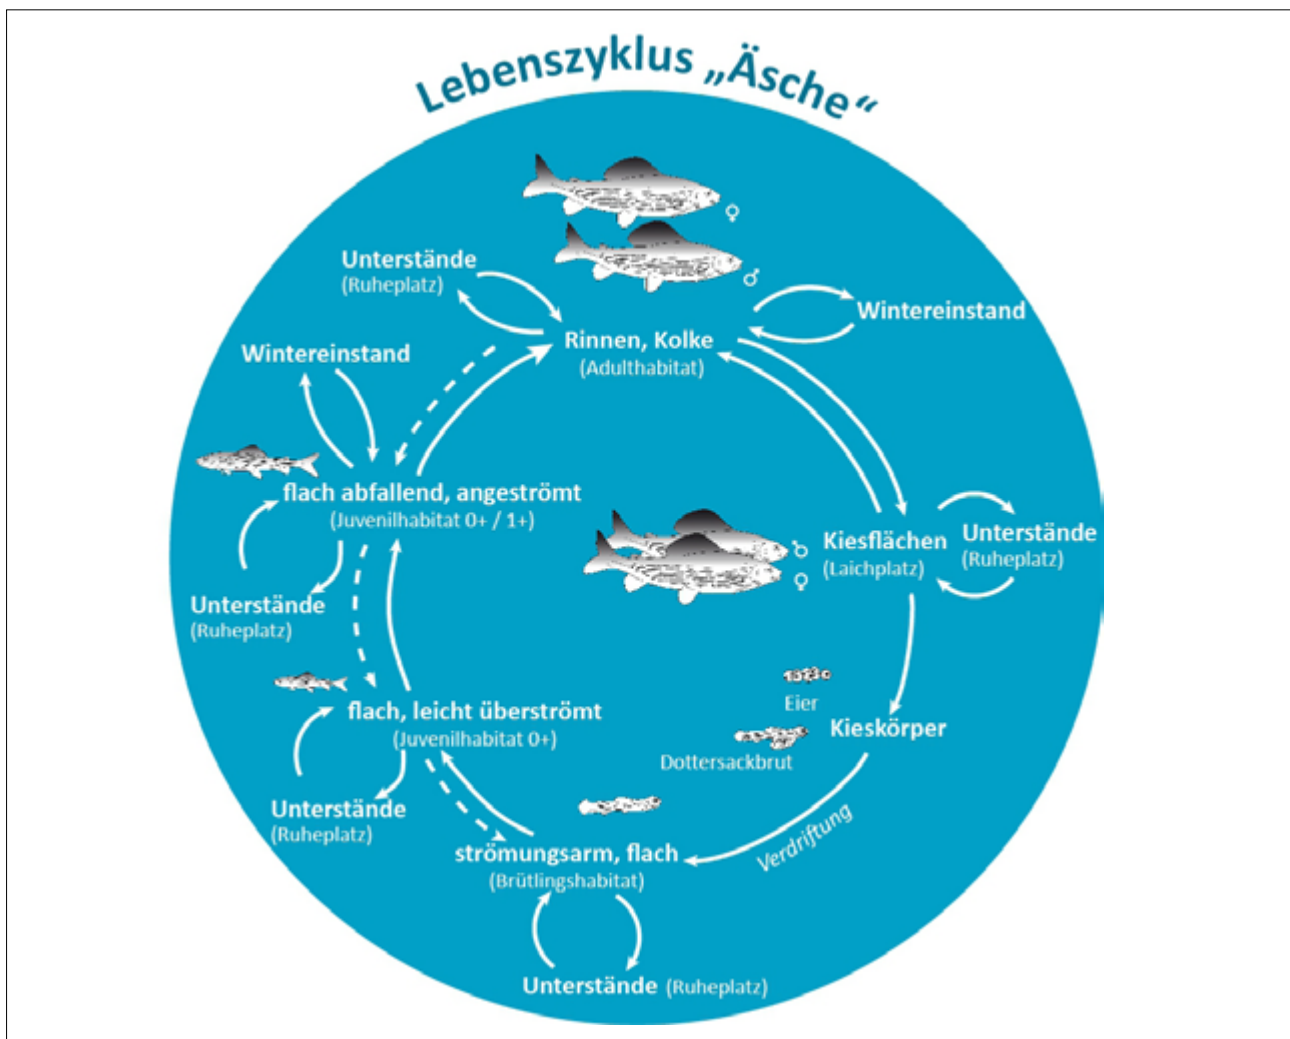 Lebenszyklus „Äsche“
♀
♂
Unterstände
(Ruheplatz)
Wintereinstand
Rinnen, Kolke
(Adulthabitat)
Wintereinstand
flach abfallend, angeströmt
(Juvenilhabitat 0+ / 1+)
Kiesflächen
(Laichplatz)
Unterstände
(Ruheplatz)
♂
♀
Unterstände
(Ruheplatz)
Eier
flach, leicht überströmt
(Juvenilhabitat 0+)
Kieskörper
Dottersackbrut
Unterstände
(Ruheplatz)
Verdriftung
strömungsarm, flach
(Brütlingshabitat)
Unterstände (Ruheplatz)